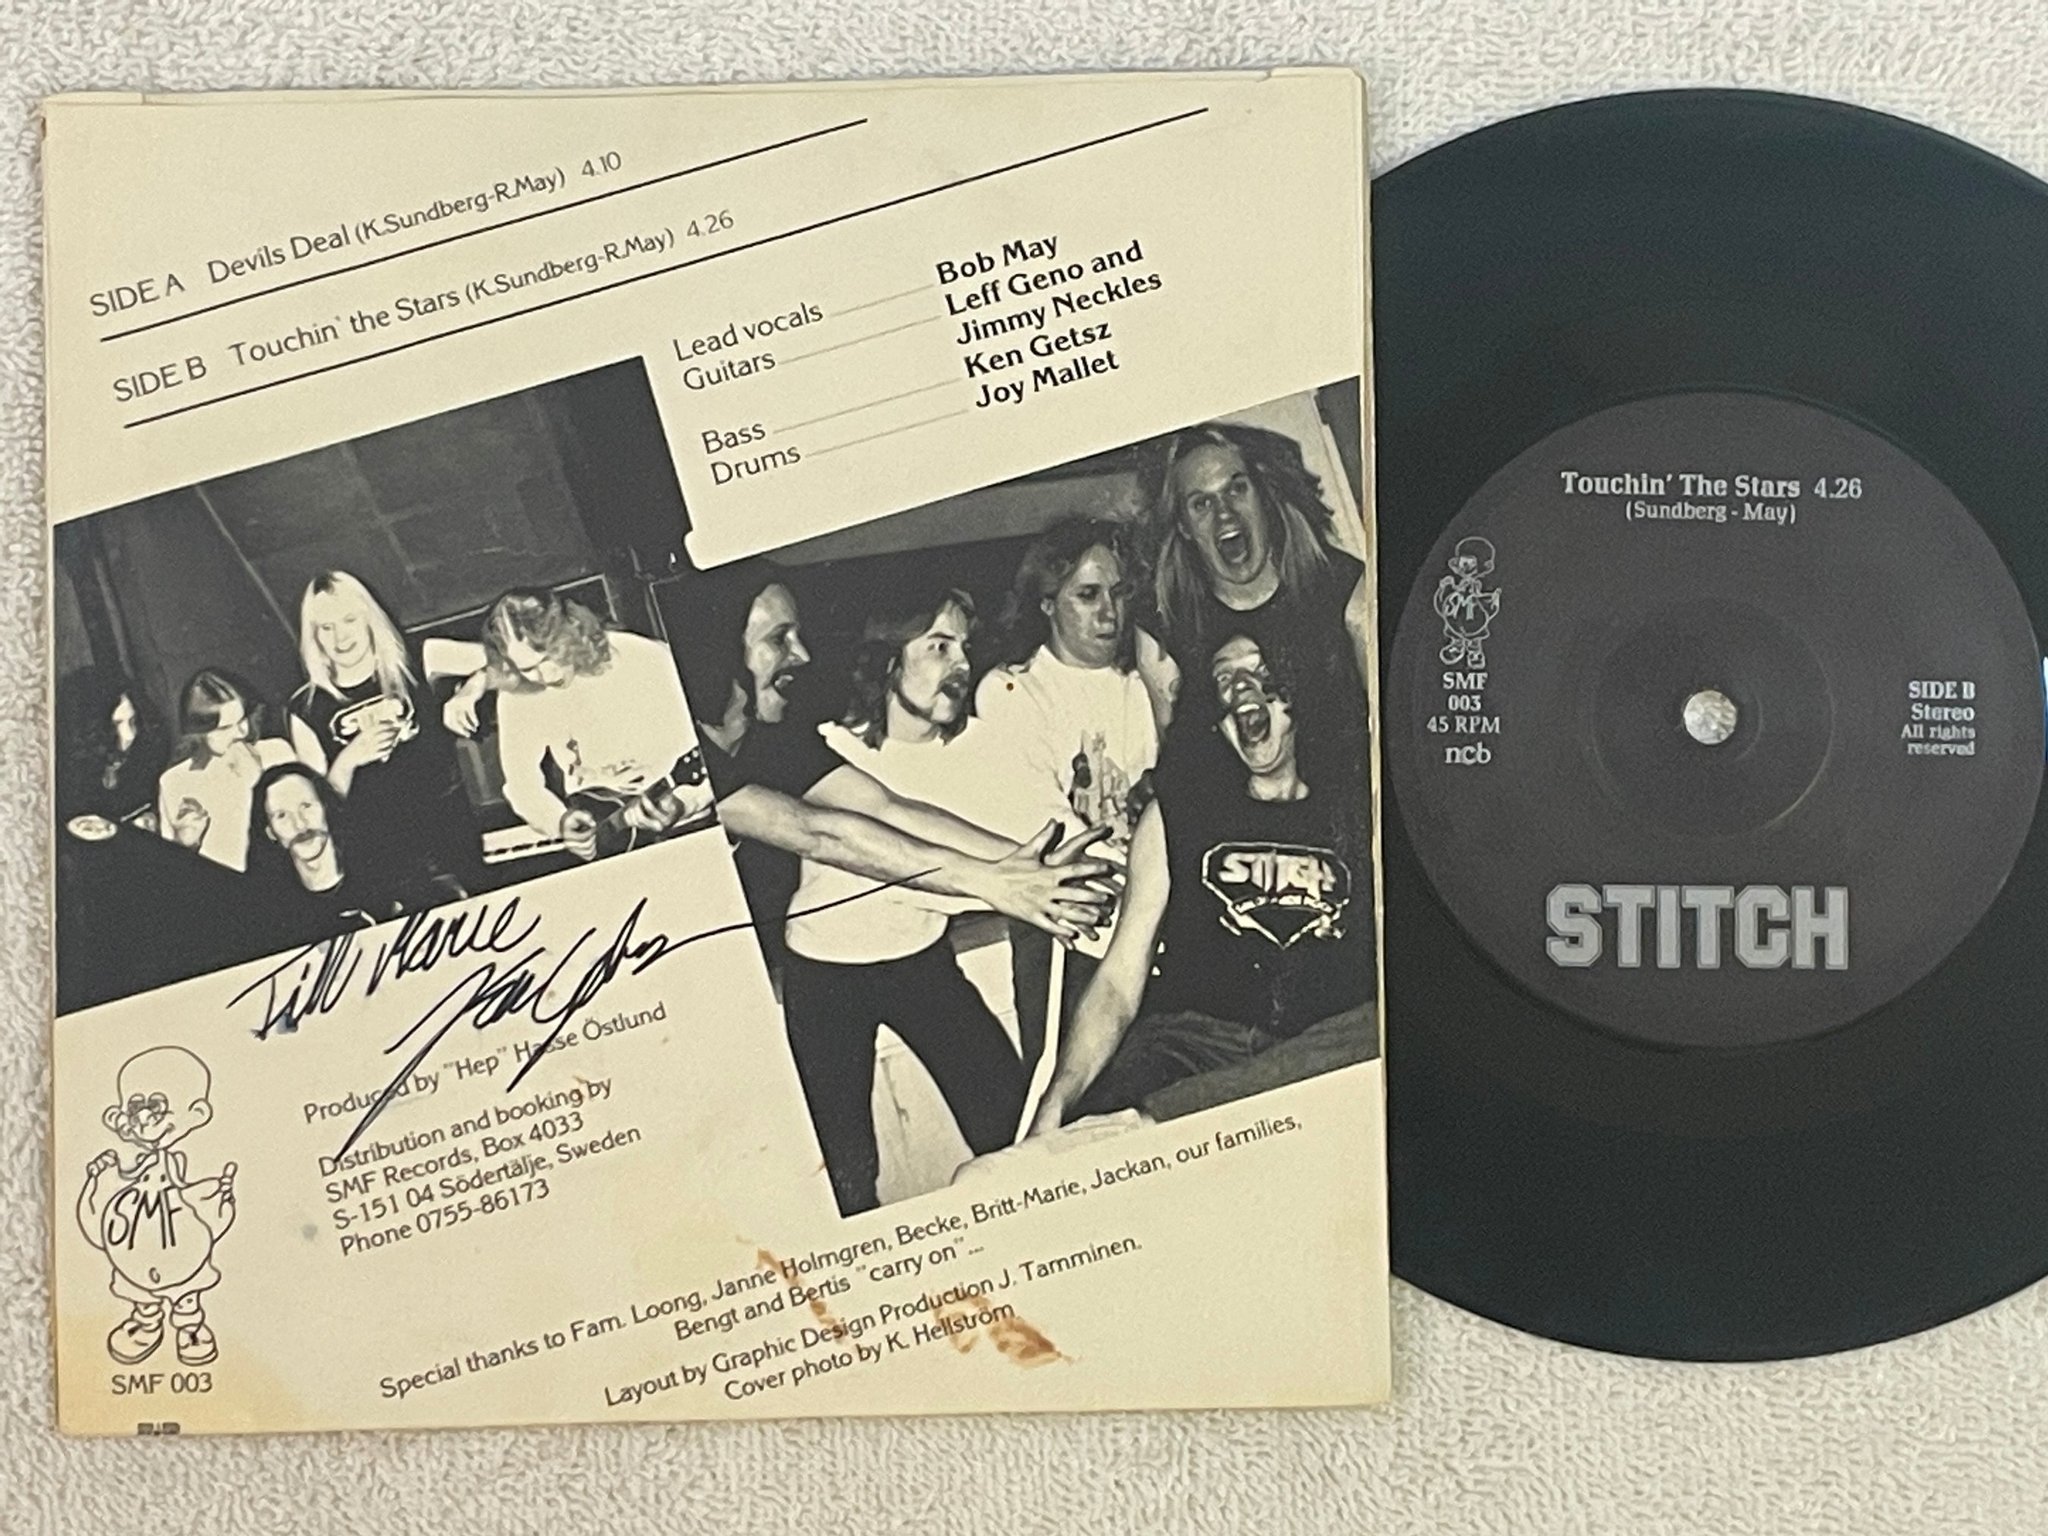 SIDE A Devils Deal (K.Sundberg-R.May) 4.10
SIDE B Touchin' the Stars (K.Sundberg-R.May) 4.26
Lead vocals Bob May
Guitars Leff Geno and
Jimmy Neckles
Bass Ken Getsz
Drums Joy Mallet
STITCH
Till Marie
Produced by "Hep" Hasse Östlund
Distribution and booking by
SMF Records, Box 4033
S-151 04 Södertälje, Sweden
Phone 0755-86173
SMF
SMF 003
Special thanks to Fam. Loong, Janne Holmgren, Becke, Britt-Marie, Jackan, our families,
Bengt and Bertis "carry on" ...
Layout by Graphic Design Production J. Tamminen.
Cover photo by K. Hellström.
Touchin' The Stars 4.26
(Sundberg - May)
SMF
SMF
003
45 RPM
ncb
SIDE B
Stereo
All rights
reserved
STITCH